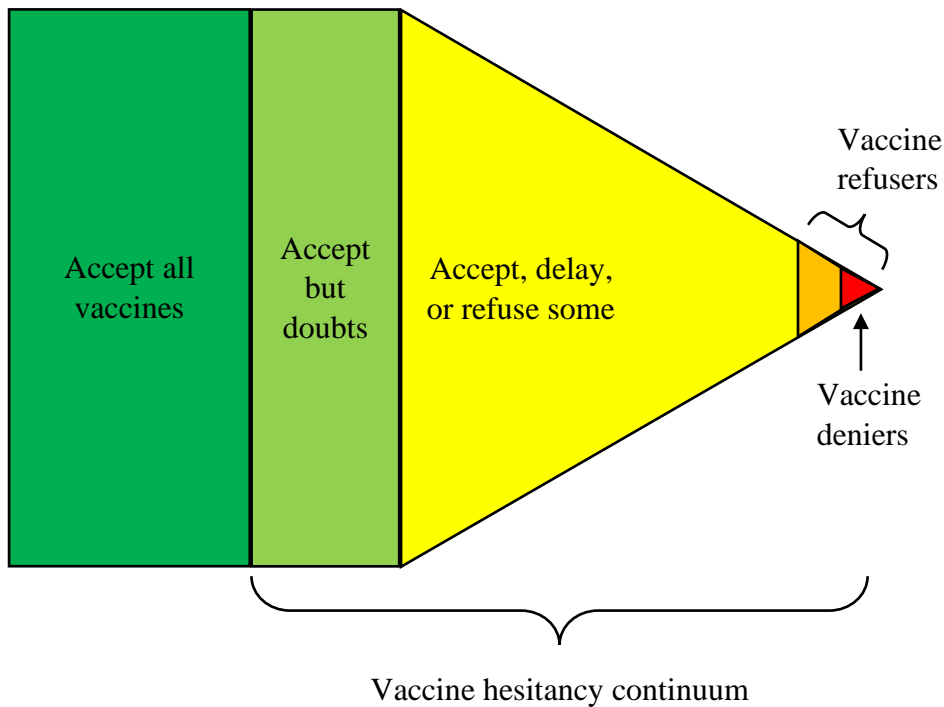 Accept all
vaccines
Accept
but
doubts
Accept, delay,
or refuse some
Vaccine
refusers
Vaccine
deniers
Vaccine hesitancy continuum